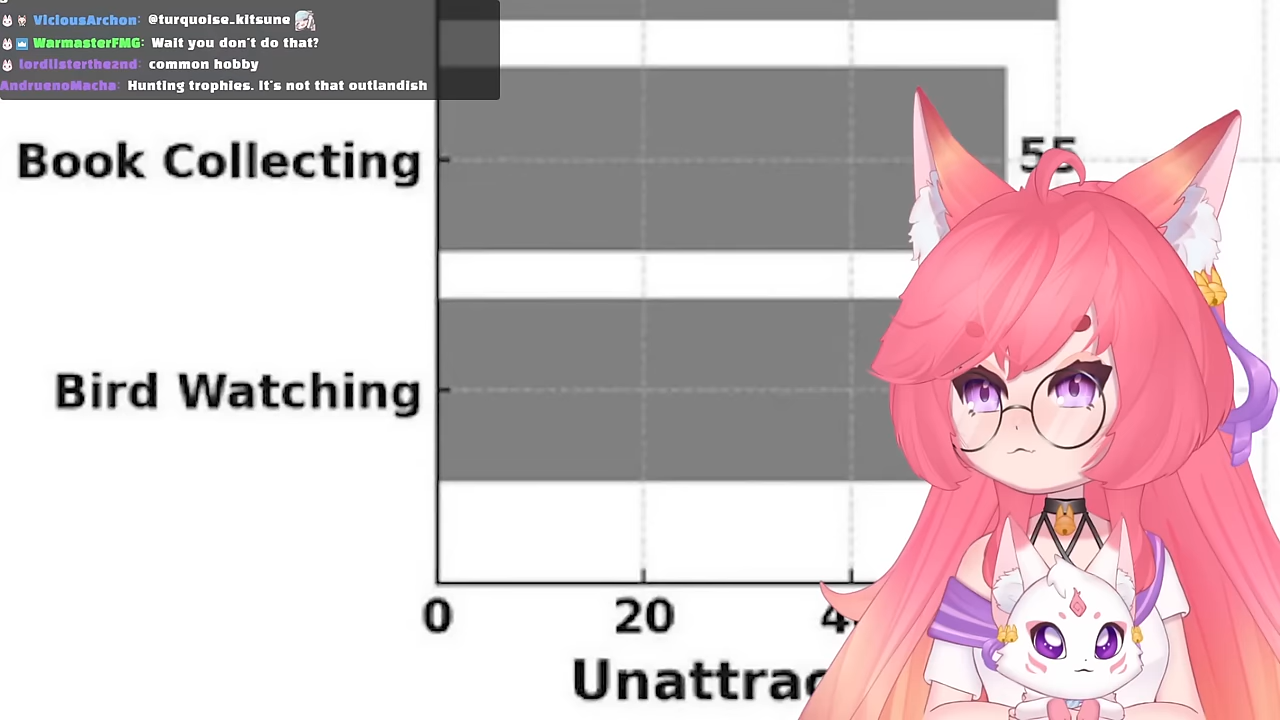 ViciousArchon: @turquoise_kitsune
WarmasterFMG: Wait you don't do that?
lordlisterthe2nd: common hobby
AndruenoMacha: Hunting trophies. It's not that outlandish
Book Collecting
55
Bird Watching
0 20
Unattrac